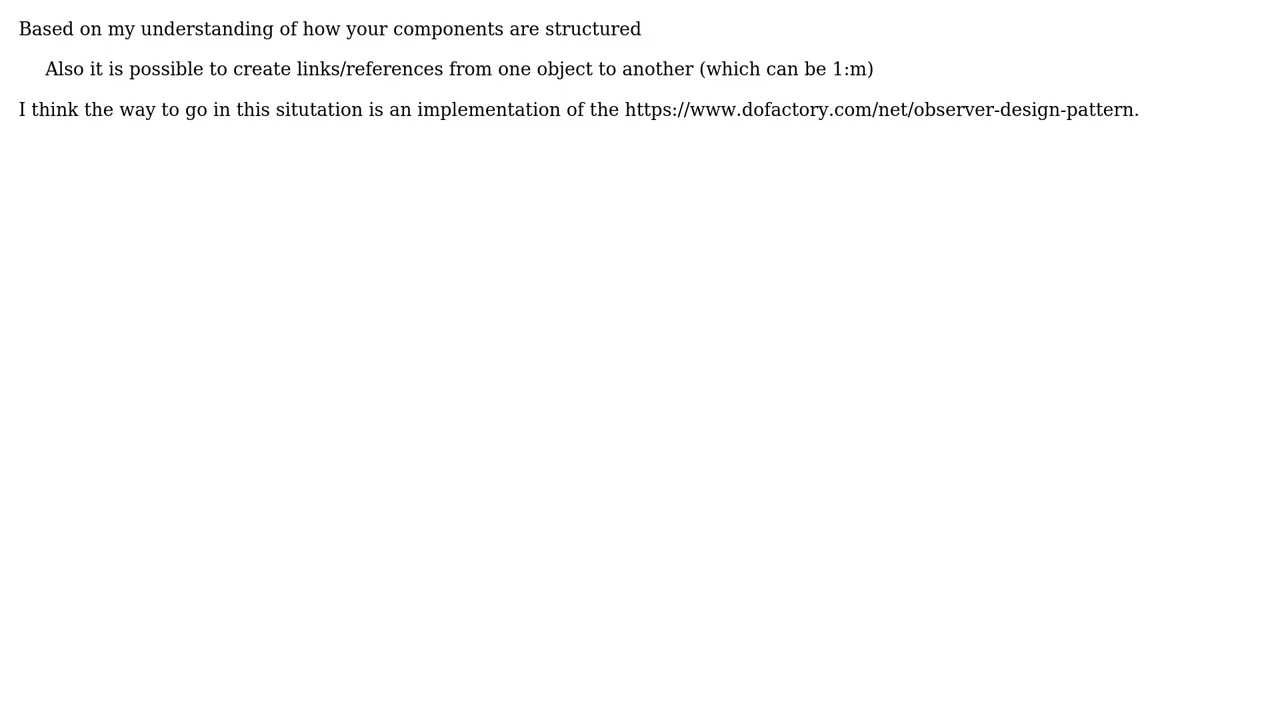 Based on my understanding of how your components are structured
Also it is possible to create links/references from one object to another (which can be 1:m)
I think the way to go in this situtation is an implementation of the https://www.dofactory.com/net/observer-design-pattern.